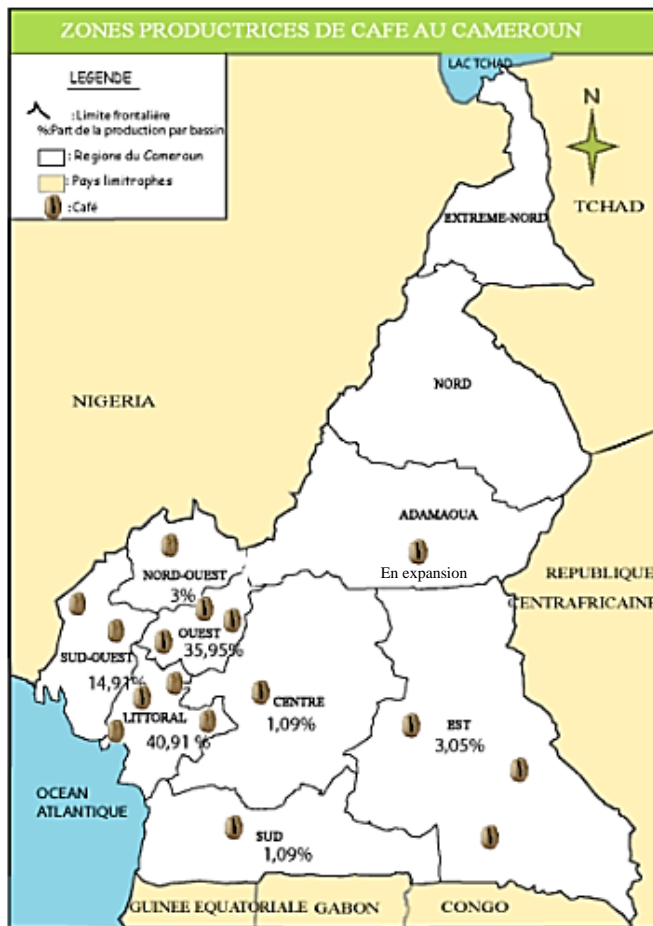 ZONES PRODUCTRICES DE CAFE AU CAMEROUN
LEGENDE
:Limite frontalière
%:Part de la production par bassin
: Regions du Cameroun
: Pays limitrophes
:Café
LAC TCHAD
N
TCHAD
EXTREME-NORD
NORD
NIGERIA
ADAMAOUA
En expansion
NORD-OUEST
3%
REPUBLIQUE
CENTRAFRICAINE
OUEST
35,95%
SUD-OUEST
14,91%
CENTRE
1,09%
LITTORAL
40,91 %
EST
3,05%
OCEAN
ATLANTIQUE
SUD
1,09%
GUINEE EQUATORIALE
GABON
CONGO